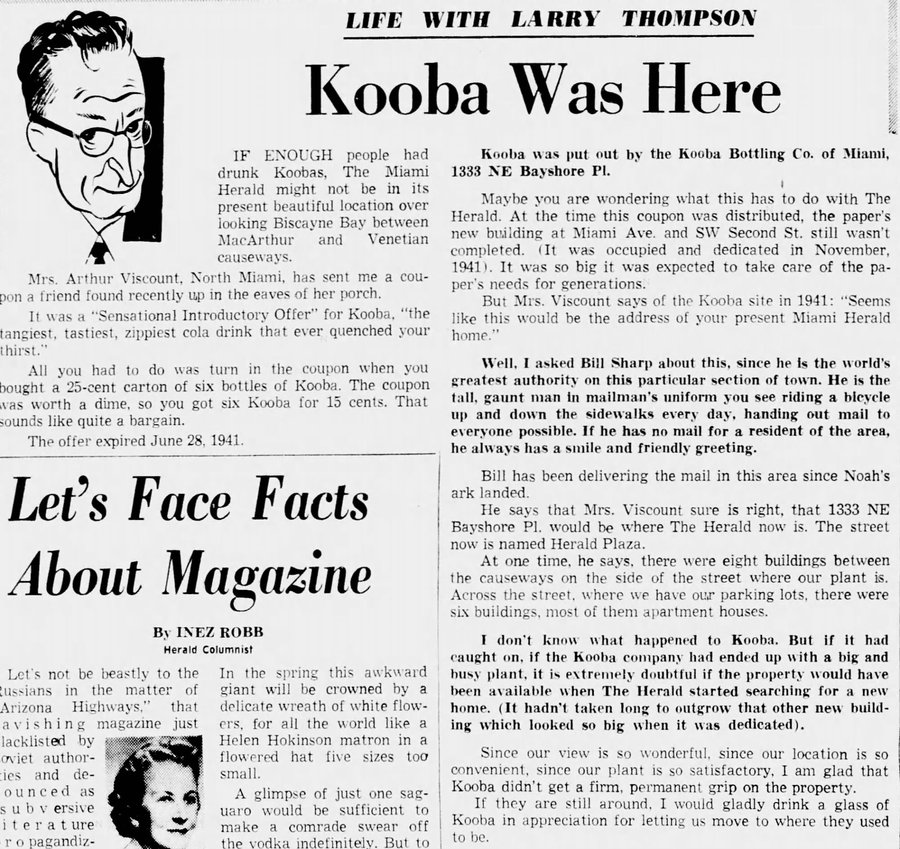 LIFE WITH LARRY THOMPSON
Kooba Was Here
IF ENOUGH people had
drunk Koobas, The Miami
Herald might not be in its
present beautiful location over
looking Biscayne Bay between
MacArthur and Venetian
causeways.
Mrs. Arthur Viscount, North Miami, has sent me a cou-
pon a friend found recently up in the eaves of her porch.
It was a "Sensational Introductory Offer" for Kooba, "the
tangiest, tastiest, zippiest cola drink that ever quenched your
thirst."
All you had to do was turn in the coupon when you
bought a 25-cent carton of six bottles of Kooba. The coupon
was worth a dime, so you got six Kooba for 15 cents. That
sounds like quite a bargain.
The offer expired June 28, 1941.
Kooba was put out by the Kooba Bottling Co. of Miami,
1333 NE Bayshore Pl.
Maybe you are wondering what this has to do with The
Herald. At the time this coupon was distributed, the paper's
new building at Miami Ave. and SW Second St. still wasn't
completed. (It was occupied and dedicated in November,
1941). It was so big it was expected to take care of the pa-
per's needs for generations.
But Mrs. Viscount says of the Kooba site in 1941: "Seems
like this would be the address of your present Miami Herald
home."
Well, I asked Bill Sharp about this, since he is the world's
greatest authority on this particular section of town. He is the
tall, gaunt man in mailman's uniform you see riding a bicycle
up and down the sidewalks every day, handing out mail to
everyone possible. If he has no mail for a resident of the area,
he always has a smile and friendly greeting.
Bill has been delivering the mail in this area since Noah's
ark landed.
He says that Mrs. Viscount sure is right, that 1333 NE
Bayshore Pl. would be where The Herald now is. The street
now is named Herald Plaza.
At one time, he says, there were eight buildings between
the causeways on the side of the street where our plant is.
Across the street, where we have our parking lots, there were
six buildings, most of them apartment houses.
I don't know what happened to Kooba. But if it had
caught on, if the Kooba company had ended up with a big and
busy plant, it is extremely doubtful if the property would have
been available when The Herald started searching for a new
home. (It hadn't taken long to outgrow that other new build-
ing which looked so big when it was dedicated).
Since our view is so wonderful, since our location is so
convenient, since our plant is so satisfactory, I am glad that
Kooba didn't get a firm, permanent grip on the property.
If they are still around, I would gladly drink a glass of
Kooba in appreciation for letting us move to where they used
to be.
Let's Face Facts
About Magazine
By INEZ ROBB
Herald Columnist
Let's not be beastly to the
Russians in the matter of
"Arizona Highways," that
ravishing magazine just
blacklisted by
Soviet author-
ities and de-
nounced as
subversive
literature
propagandiz-
In the spring this awkward
giant will be crowned by a
delicate wreath of white flow-
ers, for all the world like a
Helen Hokinson matron in a
flowered hat five sizes too
small.
A glimpse of just one sag-
uaro would be sufficient to
make a comrade swear off
the vodka indefinitely. But to